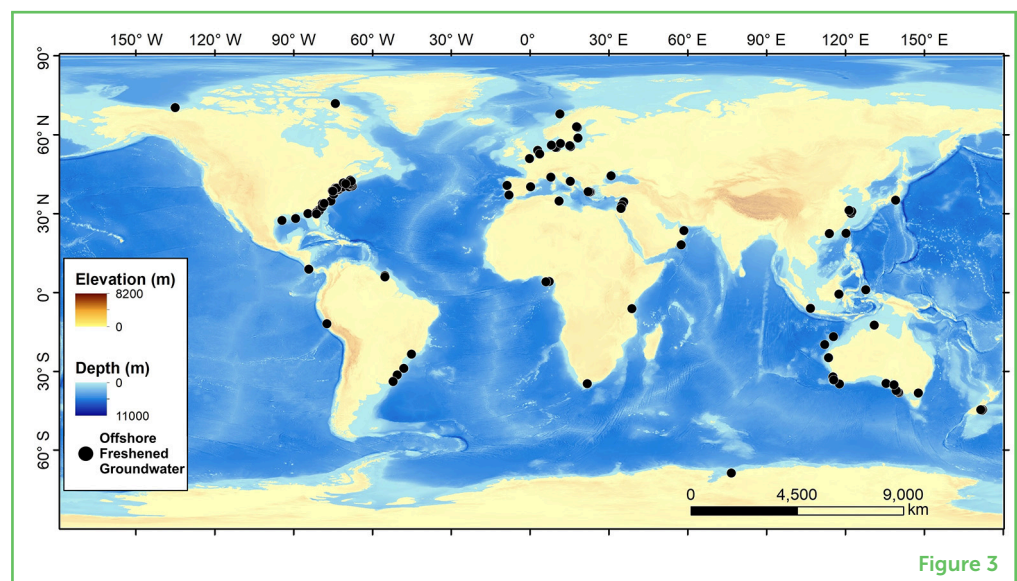 150° W 120° W 90° W 60° W 30° W 0° 30° E 60° E 90° E 120° E 150° E
90°
60° N
30° N
0°
30° S
60° S
Elevation (m)
8200
0
Depth (m)
0
11000
Offshore
Freshened
Groundwater
0 4,500 9,000
km
Figure 3